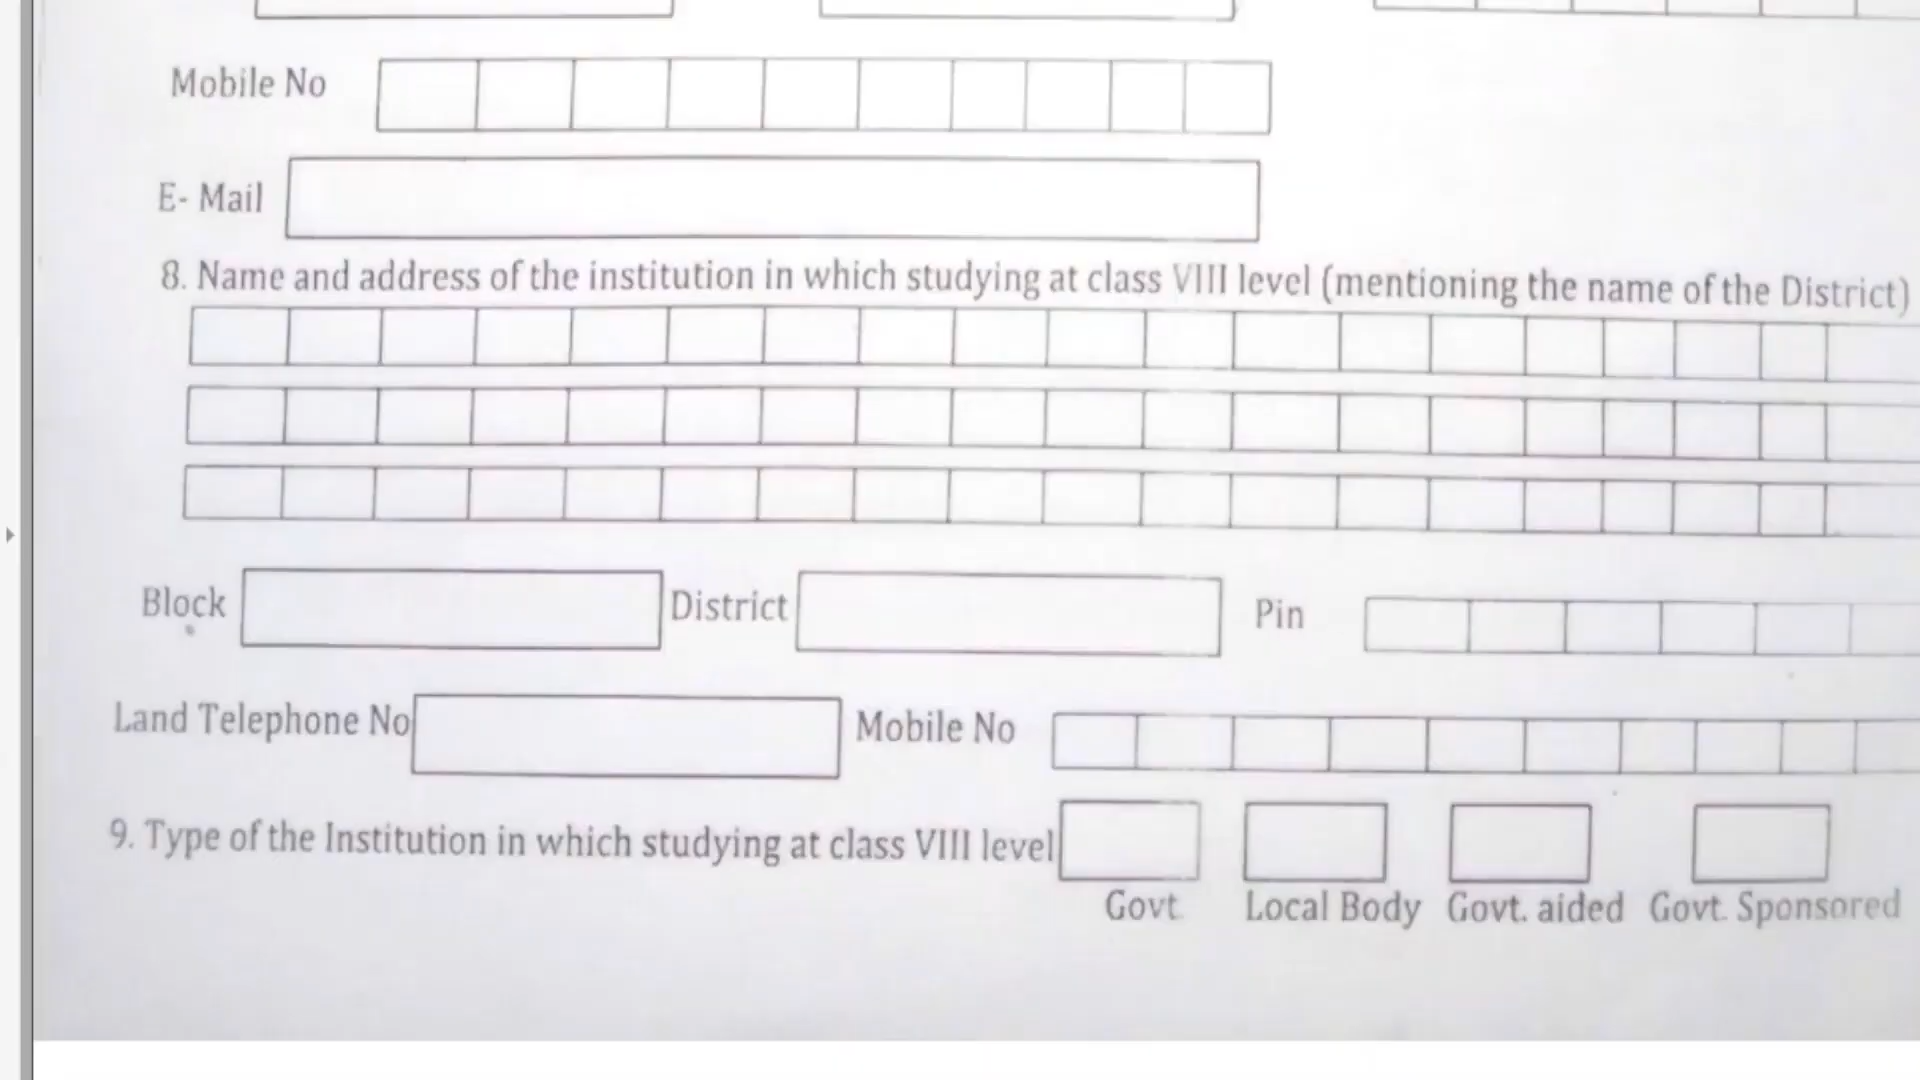 Mobile No
E- Mail
8. Name and address of the institution in which studying at class VIII level (mentioning the name of the District)
Block District Pin
Land Telephone No Mobile No
9. Type of the Institution in which studying at class VIII level
Govt. Local Body Govt. aided Govt. Sponsored